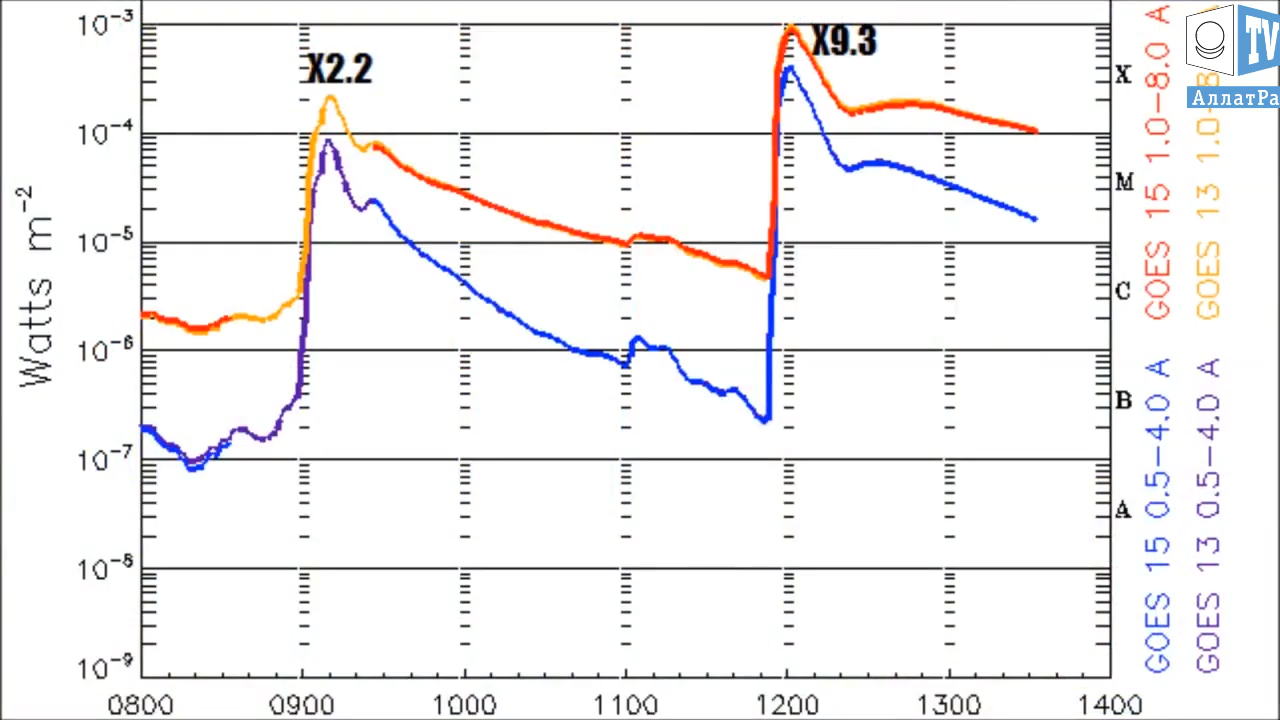 10⁻³
10⁻⁴
10⁻⁵
10⁻⁶
10⁻⁷
10⁻⁸
10⁻⁹
Watts m⁻²
X2.2
X9.3
X
M
C
B
A
0800 0900 1000 1100 1200 1300 1400
GOES 15 1.0-8.0 A
GOES 13 1.0-
GOES 15 0.5-4.0 A
GOES 13 0.5-4.0 A
TV
АллатРа